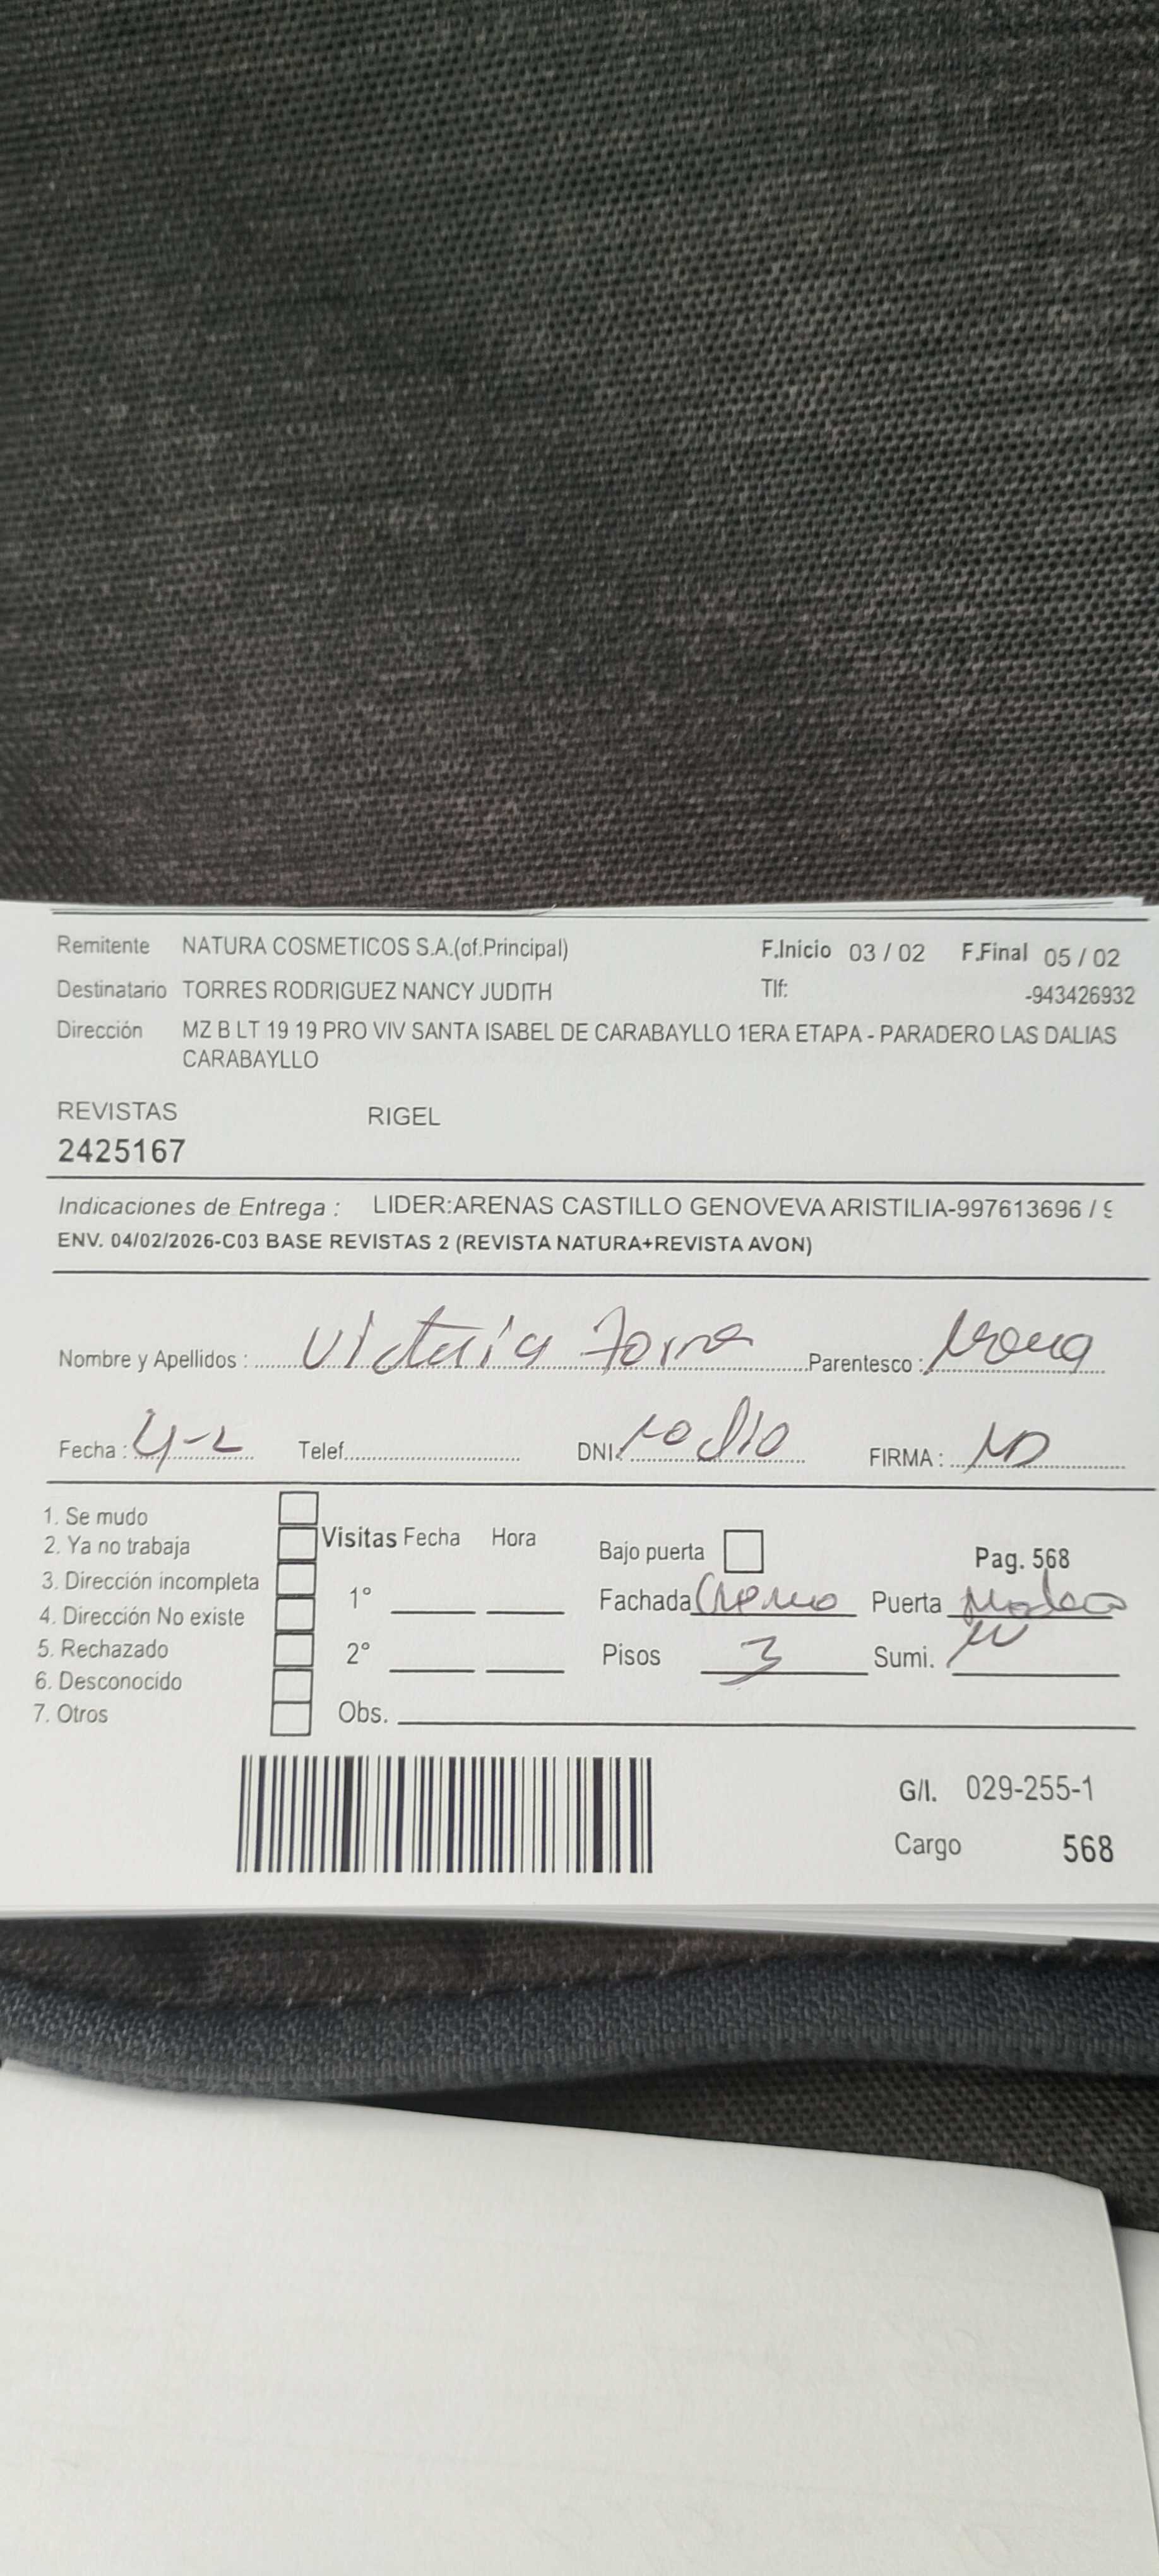 Remitente NATURA COSMETICOS S.A.(of.Principal) F.Inicio 03 / 02 F.Final 05 / 02
Destinatario TORRES RODRIGUEZ NANCY JUDITH Tlf: -943426932
Dirección MZ B LT 19 19 PRO VIV SANTA ISABEL DE CARABAYLLO 1ERA ETAPA - PARADERO LAS DALIAS
CARABAYLLO
REVISTAS RIGEL
2425167
Indicaciones de Entrega : LIDER:ARENAS CASTILLO GENOVEVA ARISTILIA-997613696 / 9
ENV. 04/02/2026-C03 BASE REVISTAS 2 (REVISTA NATURA+REVISTA AVON)
Nombre y Apellidos : Victoria Parentesco :
Fecha : 4-2 Telef. DNI: no dio FIRMA :
1. Se mudo
2. Ya no trabaja Visitas Fecha Hora Bajo puerta Pag. 568
3. Dirección incompleta 1° Fachada Crema Puerta Madera
4. Dirección No existe
5. Rechazado 2° Pisos 3 Sumi.
6. Desconocido
7. Otros Obs.
G/I. 029-255-1
Cargo 568